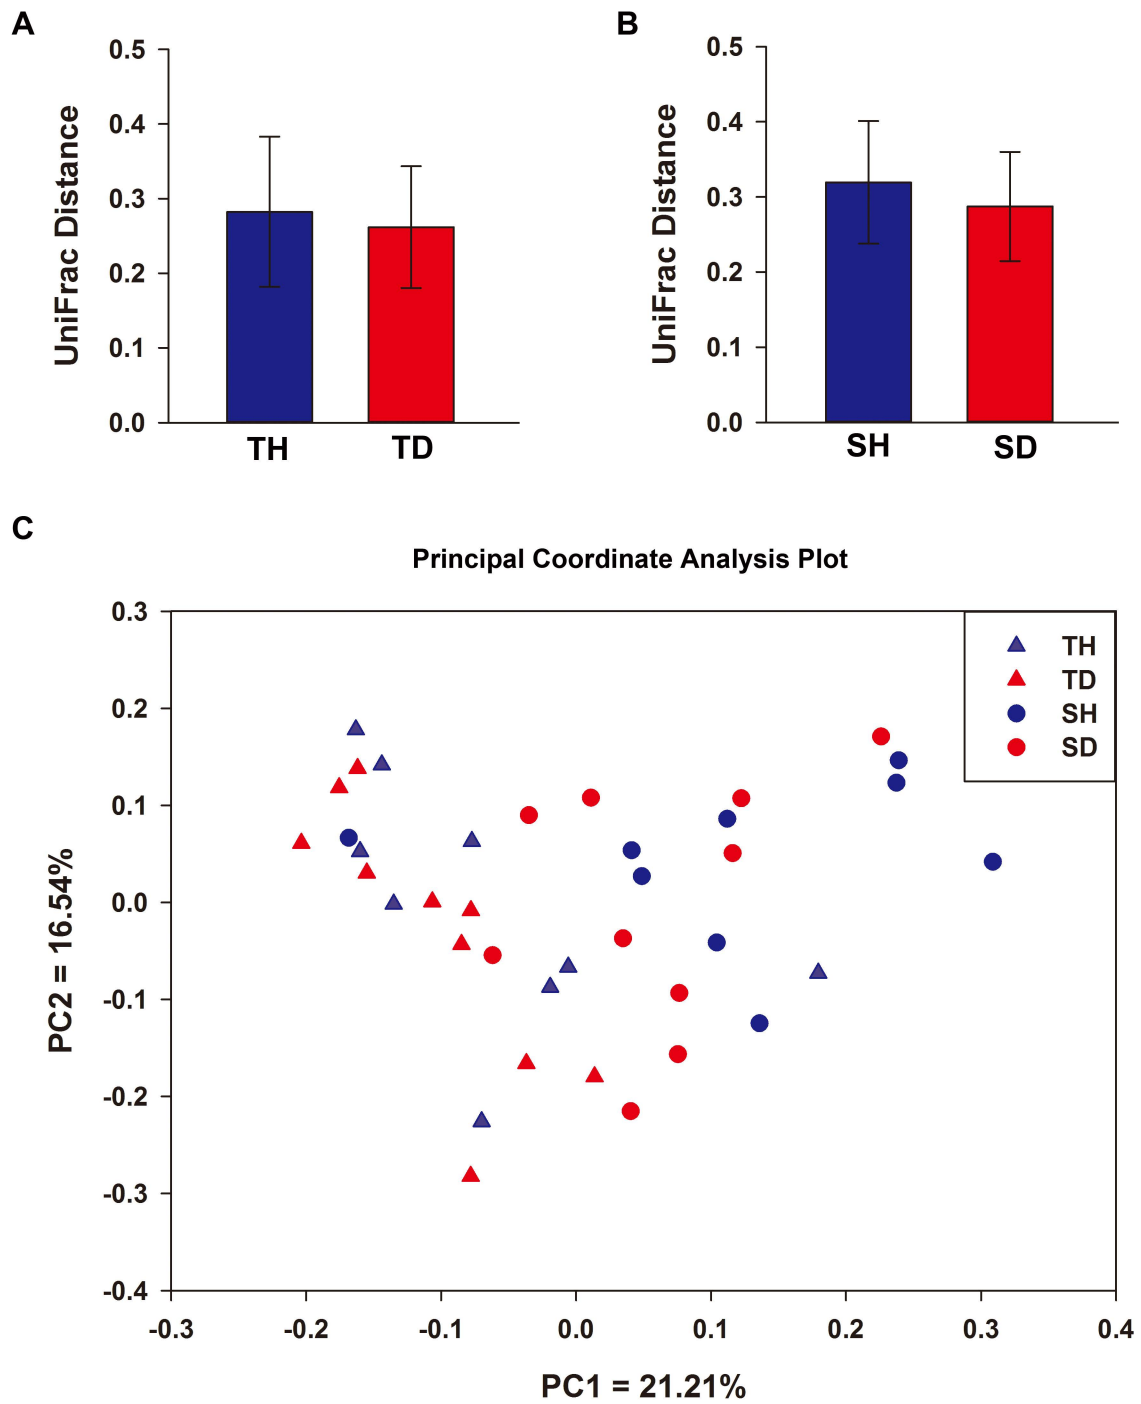 A
0.5
0.4
0.3
0.2
0.1
0.0
UniFrac Distance
TH
TD
B
0.5
0.4
0.3
0.2
0.1
0.0
UniFrac Distance
SH
SD
C
Principal Coordinate Analysis Plot
0.3
0.2
0.1
0.0
-0.1
-0.2
-0.3
-0.4
PC2 = 16.54%
TH
TD
SH
SD
-0.3
-0.2
-0.1
0.0
0.1
0.2
0.3
0.4
PC1 = 21.21%